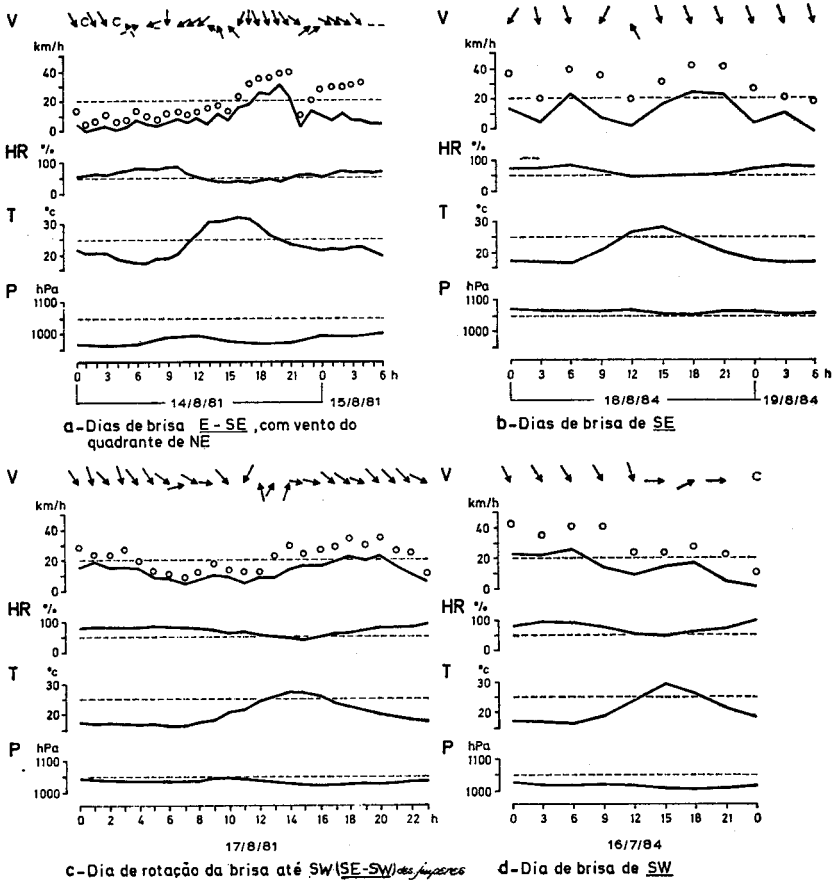 V C C
km/h
40
20
0
HR %
100
50
0
T °c
30
20
P hPa
1100
1000
0 3 6 9 12 15 18 21 0 3 6 h
14/8/81 15/8/81
a-Dias de brisa E-SE, com vento do
quadrante de NE
V
km/h
40
20
0
HR %
100
50
0
T °c
30
20
P hPa
1100
1000
0 3 6 9 12 15 18 21 0 3 6 h
18/8/84 19/8/84
b-Dias de brisa de SE
V
km/h
40
20
0
HR %
100
50
0
T °c
30
20
P hPa
1100
1000
0 2 4 6 8 10 12 14 16 18 20 22 h
17/8/81
c-Dia de rotação da brisa até SW (SE-SW)
V C
40
20
0
HR %
100
50
0
T °c
30
20
P hPa
1100
1000
0 3 6 9 12 15 18 21 0
16/7/84
d-Dia de brisa de SW